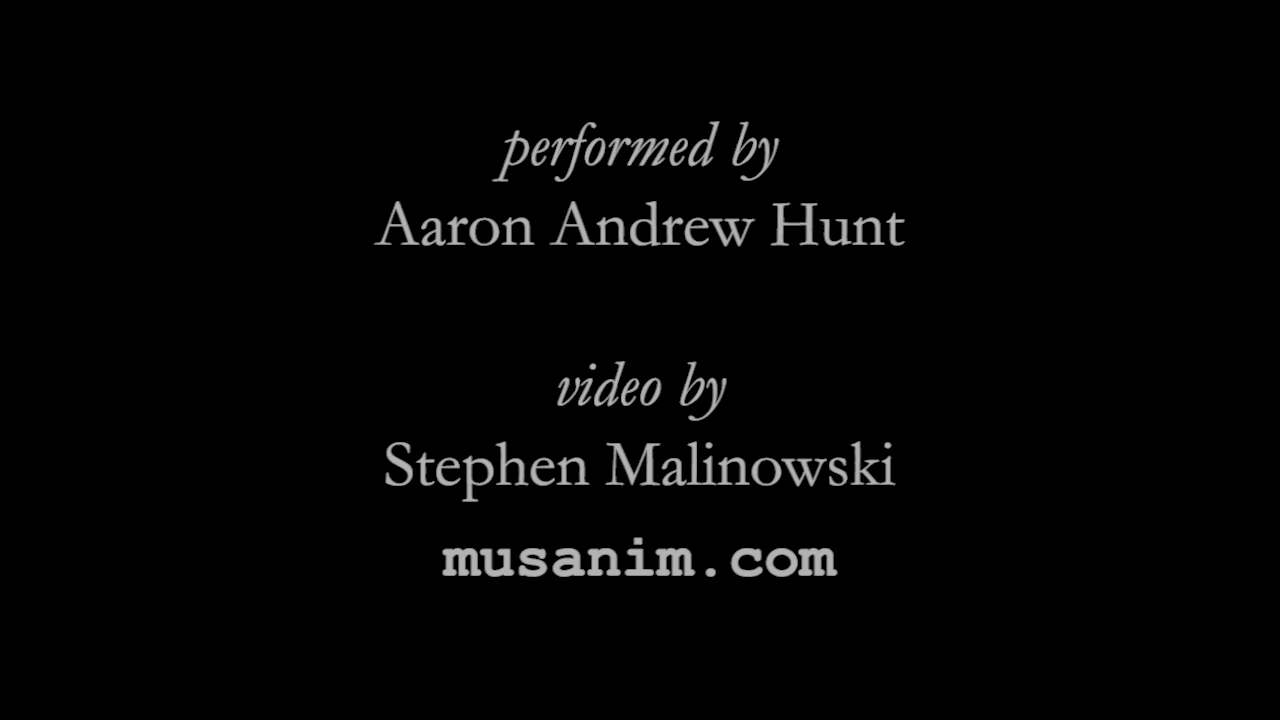 performed by
Aaron Andrew Hunt
video by
Stephen Malinowski
musanim.com